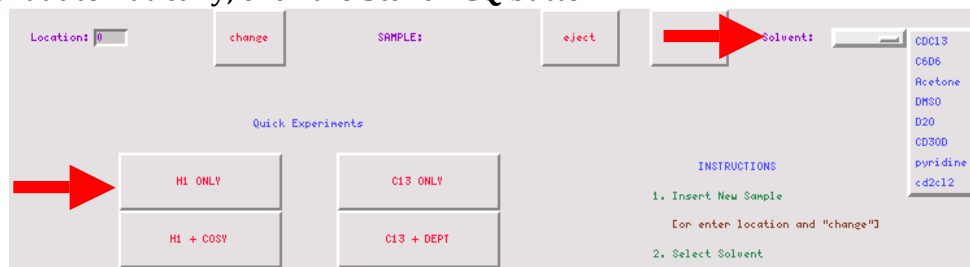 Location: 0 change SAMPLE: eject Solvent:
CDCl3
C6D6
Acetone
DMSO
D2O
CD3OD
pyridine
cd2cl2
Quick Experiments
H1 ONLY C13 ONLY
H1 + COSY C13 + DEPT
INSTRUCTIONS
1. Insert New Sample
[or enter location and "change"]
2. Select Solvent